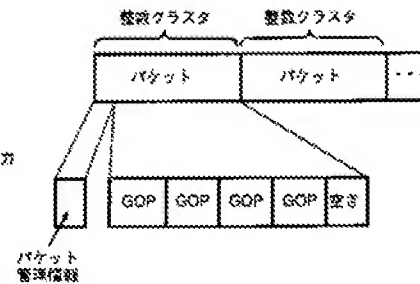 整数クラスタ 整数クラスタ
パケット パケット ・・・
カ
GOP GOP GOP GOP 空き
パケット
管理情報